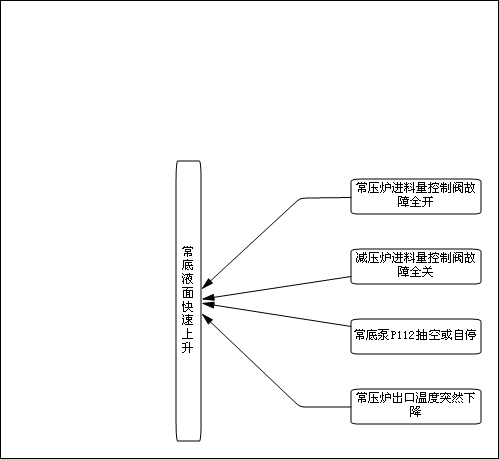 常底液面快速上升
常压炉进料量控制阀故
障全开
减压炉进料量控制阀故
障全关
常底泵P112抽空或自停
常压炉出口温度突然下
降